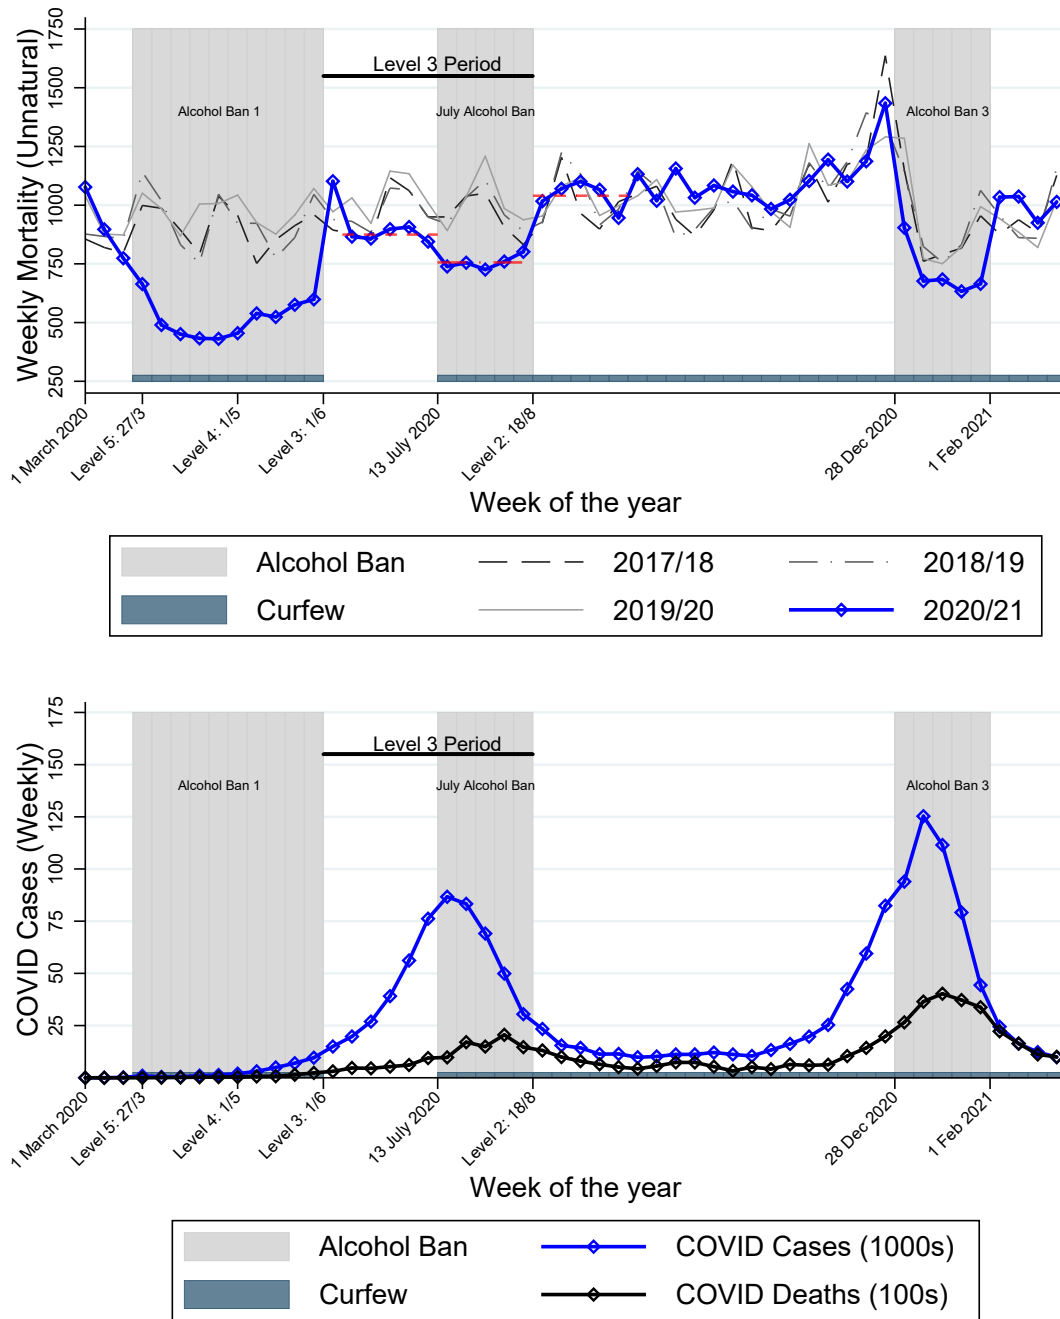 Weekly Mortality (Unnatural)
1750
1500
1250
1000
750
500
250
Level 3 Period
Alcohol Ban 1
July Alcohol Ban
Alcohol Ban 3
1 March 2020
Level 5: 27/3
Level 4: 1/5
Level 3: 1/6
13 July 2020
Level 2: 18/8
28 Dec 2020
1 Feb 2021
Week of the year
Alcohol Ban
2017/18
2018/19
Curfew
2019/20
2020/21
COVID Cases (Weekly)
175
150
125
100
75
50
25
Level 3 Period
Alcohol Ban 1
July Alcohol Ban
Alcohol Ban 3
1 March 2020
Level 5: 27/3
Level 4: 1/5
Level 3: 1/6
13 July 2020
Level 2: 18/8
28 Dec 2020
1 Feb 2021
Week of the year
Alcohol Ban
COVID Cases (1000s)
Curfew
COVID Deaths (100s)